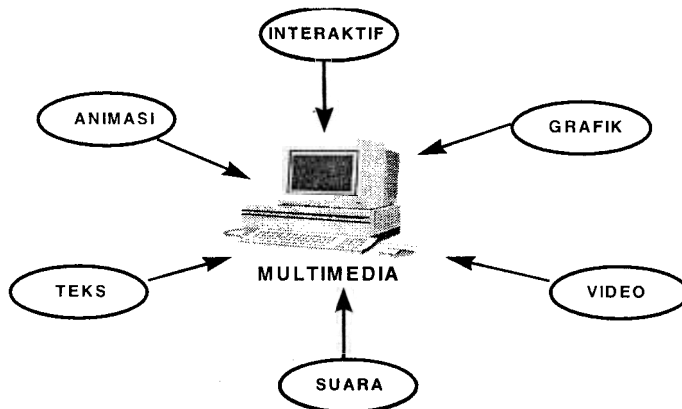 INTERAKTIF
ANIMASI
GRAFIK
MULTIMEDIA
TEKS
VIDEO
SUARA